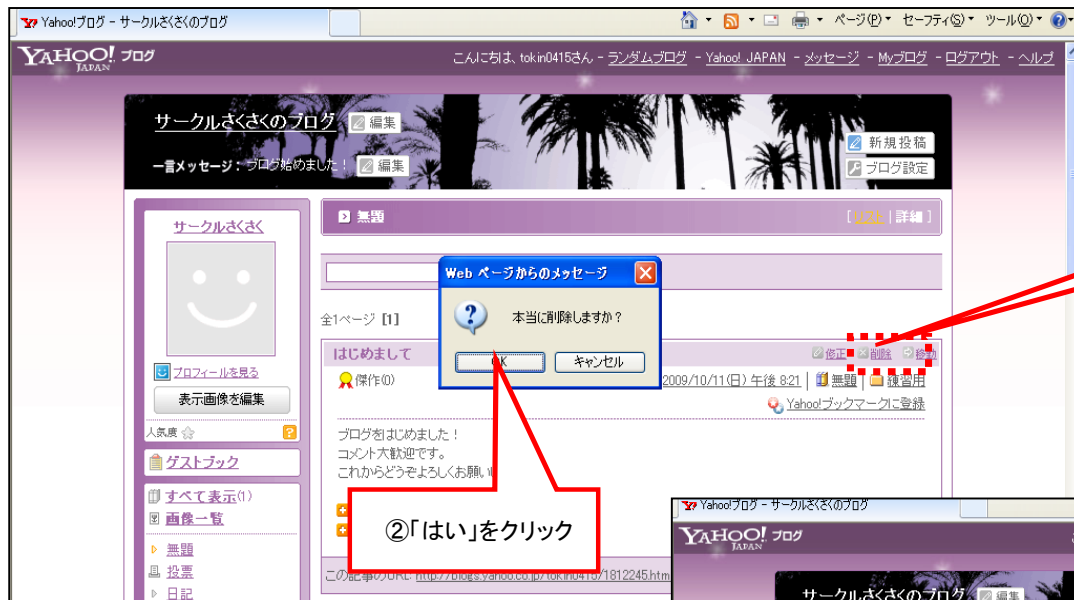 Yahoo!ブログ - サークルさくさくのブログ
ページ(P)▼ セーフティ(S)▼ ツール(O)▼
YAHOO! JAPAN ブログ
こんにちは、tokin0415さん - ランダムブログ - Yahoo! JAPAN - メッセージ - Myブログ - ログアウト - ヘルプ
サークルさくさくのブログ 編集
一言メッセージ：ブログ始めました！ 編集
新規投稿
ブログ設定
サークルさくさく
無題
[ リスト | 詳細 ]
Web ページからのメッセージ
本当に削除しますか？
OK
キャンセル
全1ページ [1]
はじめまして
修正 削除 移動
プロフィールを見る
傑作(0)
2009/10/11(日) 午後 8:21 | 無題 | 練習用
表示画像を編集
Yahoo!ブックマークに登録
人気度
ブログをはじめました！
コメント大歓迎です。
これからどうぞよろしくお願い
ゲストブック
すべて表示(1)
画像一覧
無題
投票
日記
②「はい」をクリック
この記事のURL: http://blogs.yahoo.co.jp/tokin0415/1812245.htm
Yahoo!ブログ - サークルさくさくのブログ
YAHOO! JAPAN ブログ
サークルさくさくのブログ 編集